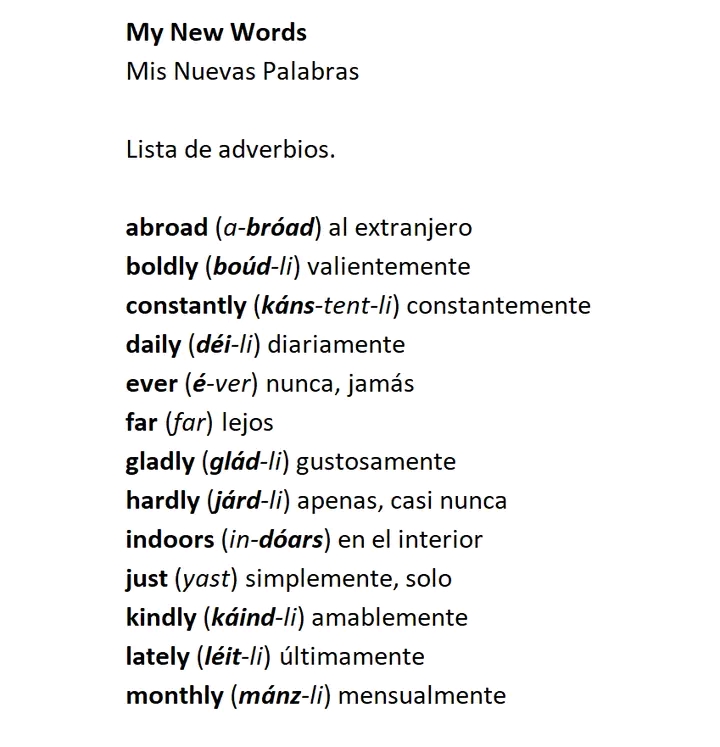 My New Words
Mis Nuevas Palabras
Lista de adverbios.
abroad (a-bróad) al extranjero
boldly (boúd-li) valientemente
constantly (káns-tent-li) constantemente
daily (déi-li) diariamente
ever (é-ver) nunca, jamás
far (far) lejos
gladly (glád-li) gustosamente
hardly (járd-li) apenas, casi nunca
indoors (in-dóars) en el interior
just (yast) simplemente, solo
kindly (káind-li) amablemente
lately (léit-li) últimamente
monthly (mánz-li) mensualmente